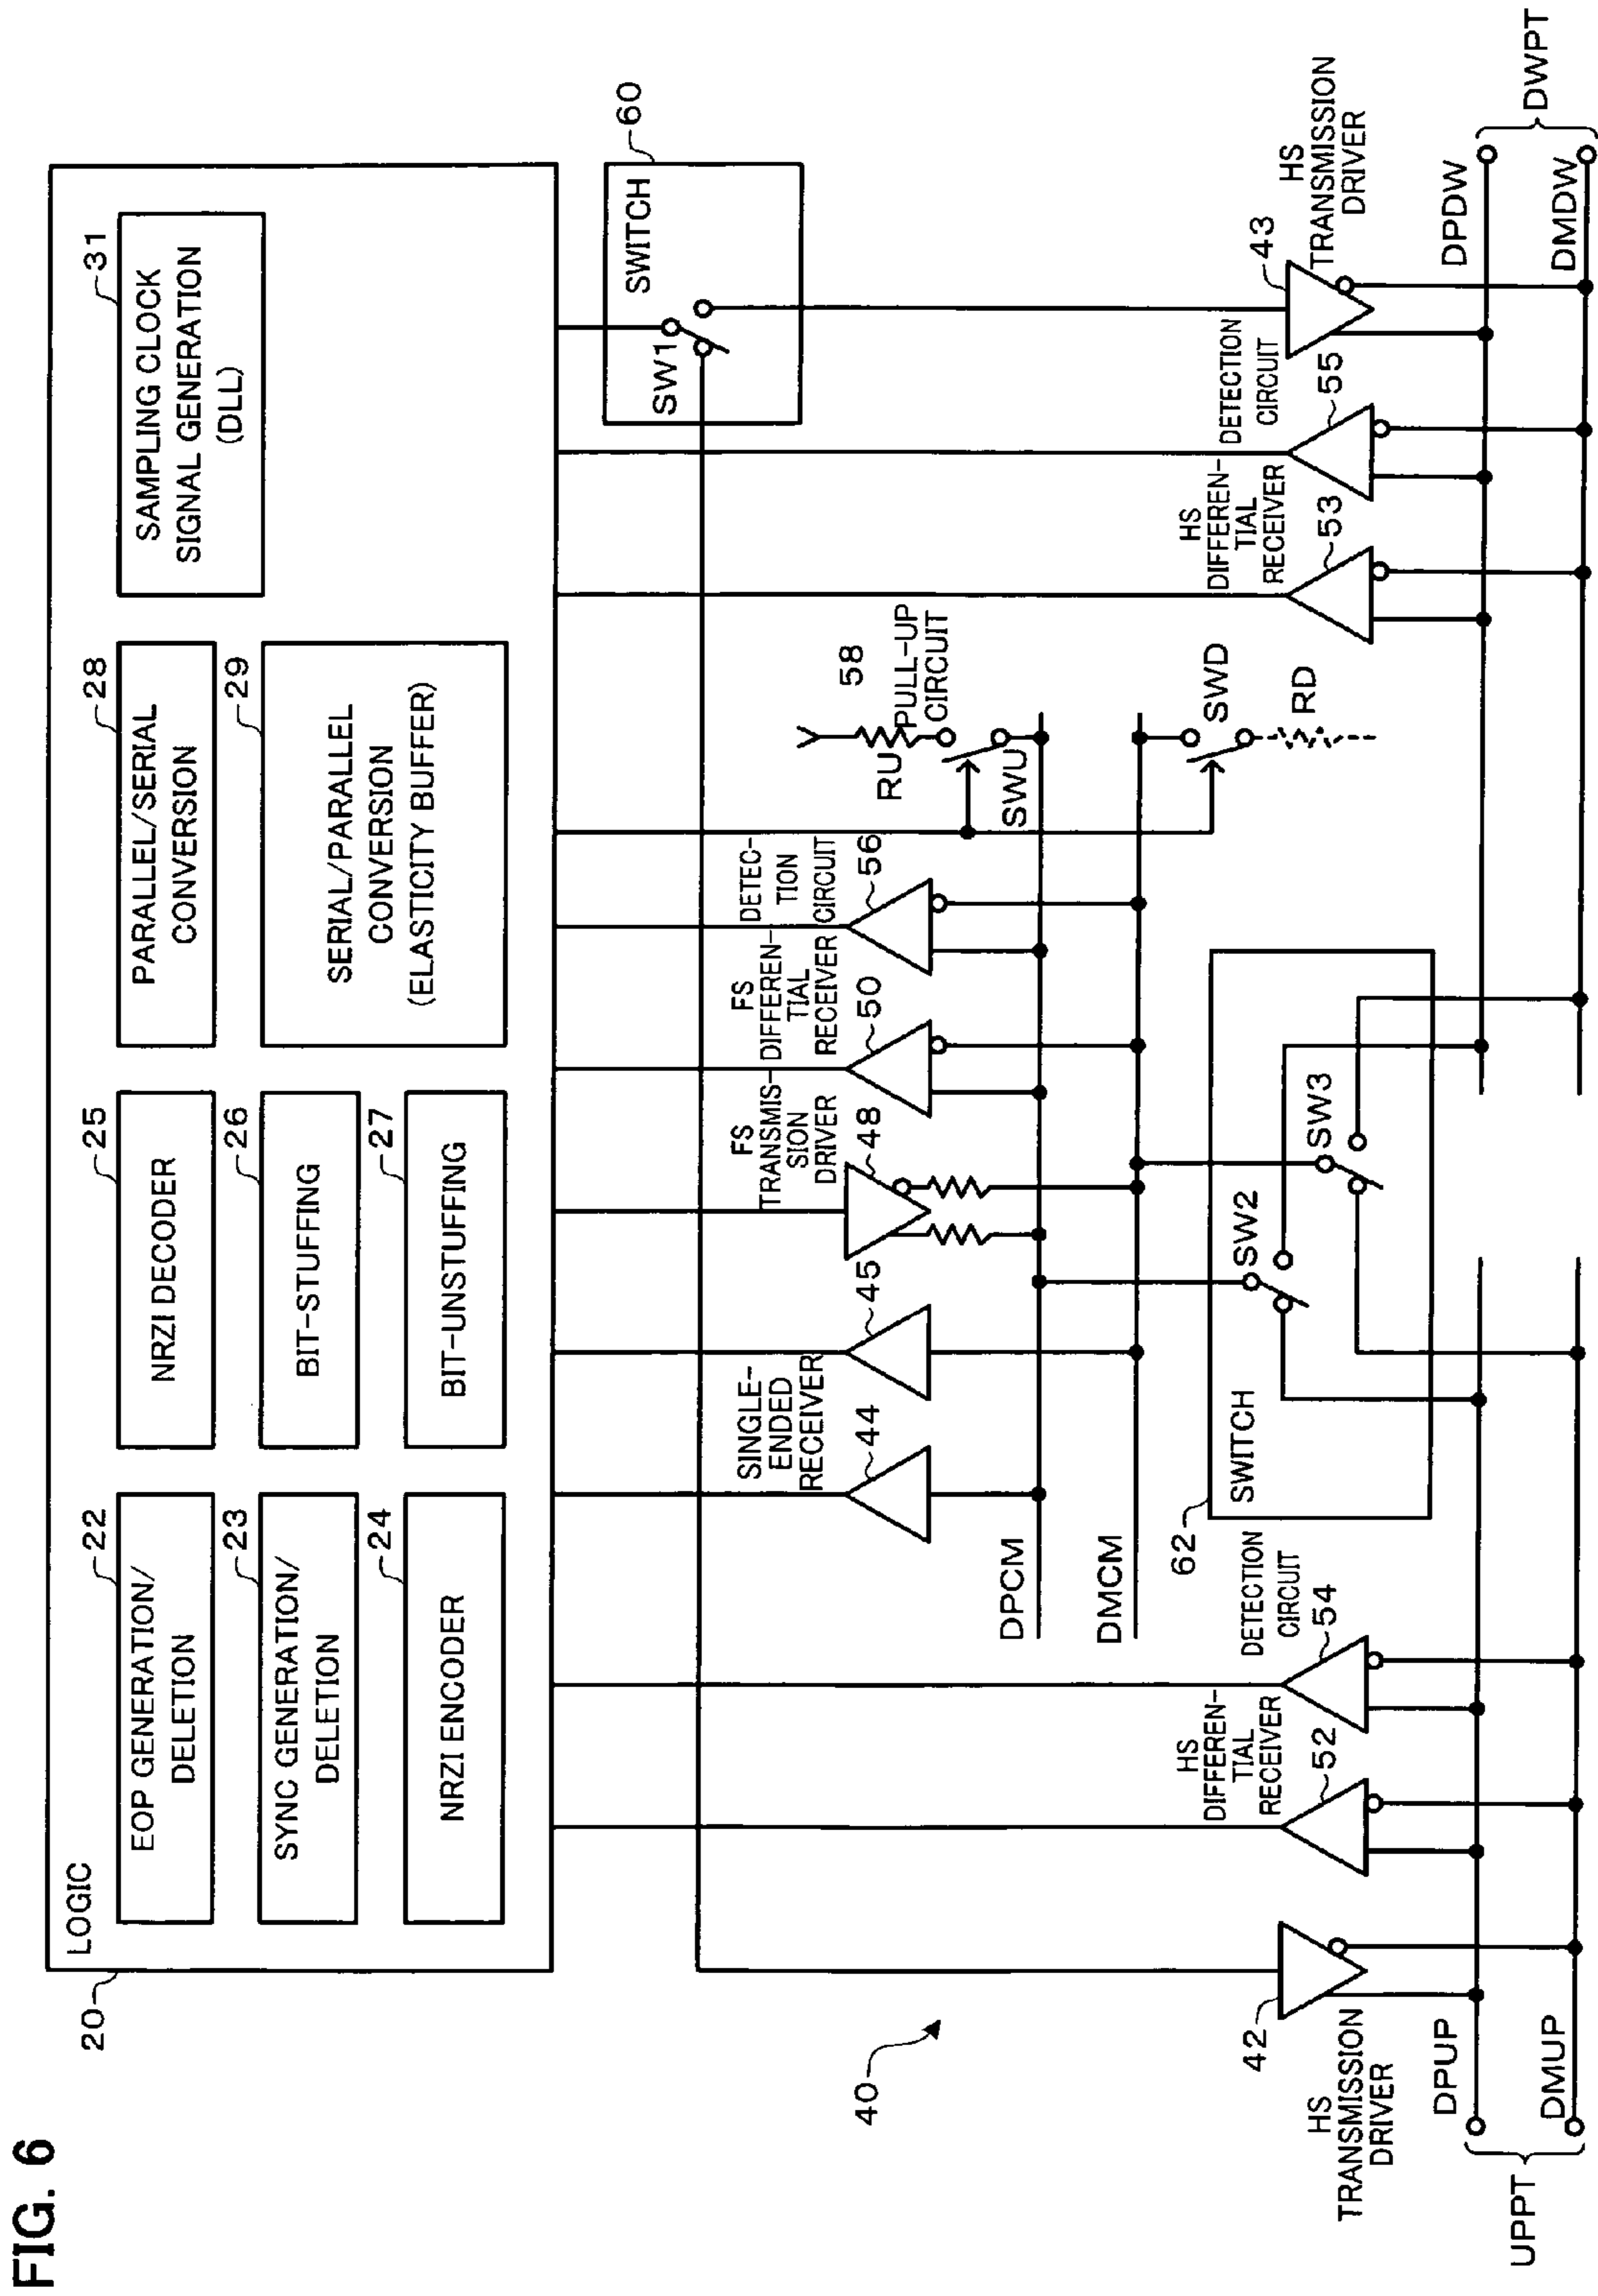 FIG. 6
LOGIC
20
EOP GENERATION/
DELETION
22
SYNC GENERATION/
DELETION
23
NRZI ENCODER
24
NRZI DECODER
25
BIT-STUFFING
26
BIT-UNSTUFFING
27
PARALLEL/SERIAL
CONVERSION
28
SERIAL/PARALLEL
CONVERSION
(ELASTICITY BUFFER)
29
SAMPLING CLOCK
SIGNAL GENERATION
(DLL)
31
SWITCH
60
SW1
40
SINGLE-
ENDED
RECEIVER
44
45
FS
TRANSMIS-
SION
DRIVER
48
FS
DIFFEREN-
TIAL
RECEIVER
50
DETEC-
TION
CIRCUIT
56
RU
58
PULL-UP
CIRCUIT
SWU
SWD
RD
DPCM
DMCM
62
SWITCH
SW2
SW3
HS
TRANSMISSION
DRIVER
42
HS
DIFFEREN-
TIAL
RECEIVER
52
DETECTION
CIRCUIT
54
HS
DIFFEREN-
TIAL
RECEIVER
53
DETECTION
CIRCUIT
55
43
HS
TRANSMISSION
DRIVER
UPPT
DPUP
DMUP
DPDW
DMDW
DWPT